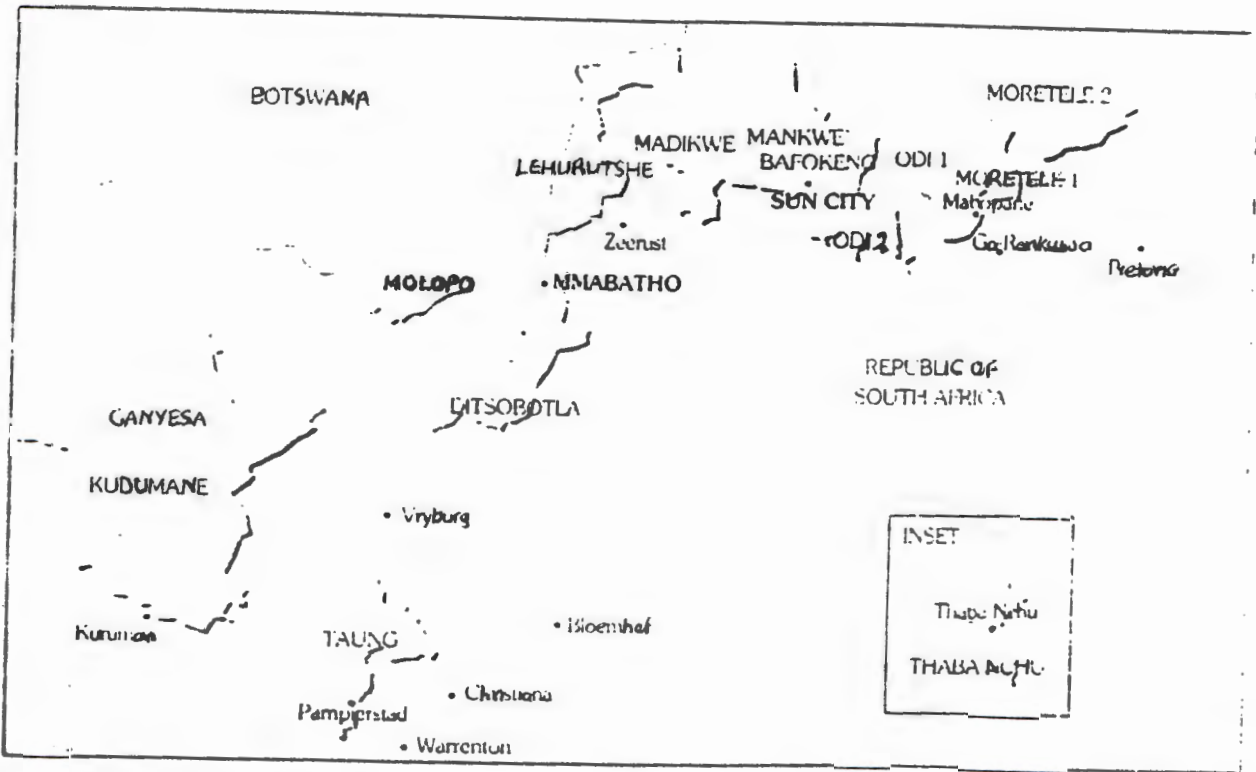 BOTSWANA
MORETELE 2
MADIKWE
MANKWE
BAFOKENG
ODI 1
LEHURUTSHE
MORETELE 1
SUN CITY
Mabopane
Zeerust
ODI 2
Ga Rankuwa
Pretoria
MOLOPO
MMABATHO
REPUBLIC OF
SOUTH AFRICA
DITSOBOTLA
GANYESA
KUDUMANE
Vryburg
INSET
Thaba Nchu
THABA NCHU
Kuruman
TAUNG
Bloemhof
Christiana
Pampierstad
Warrenton